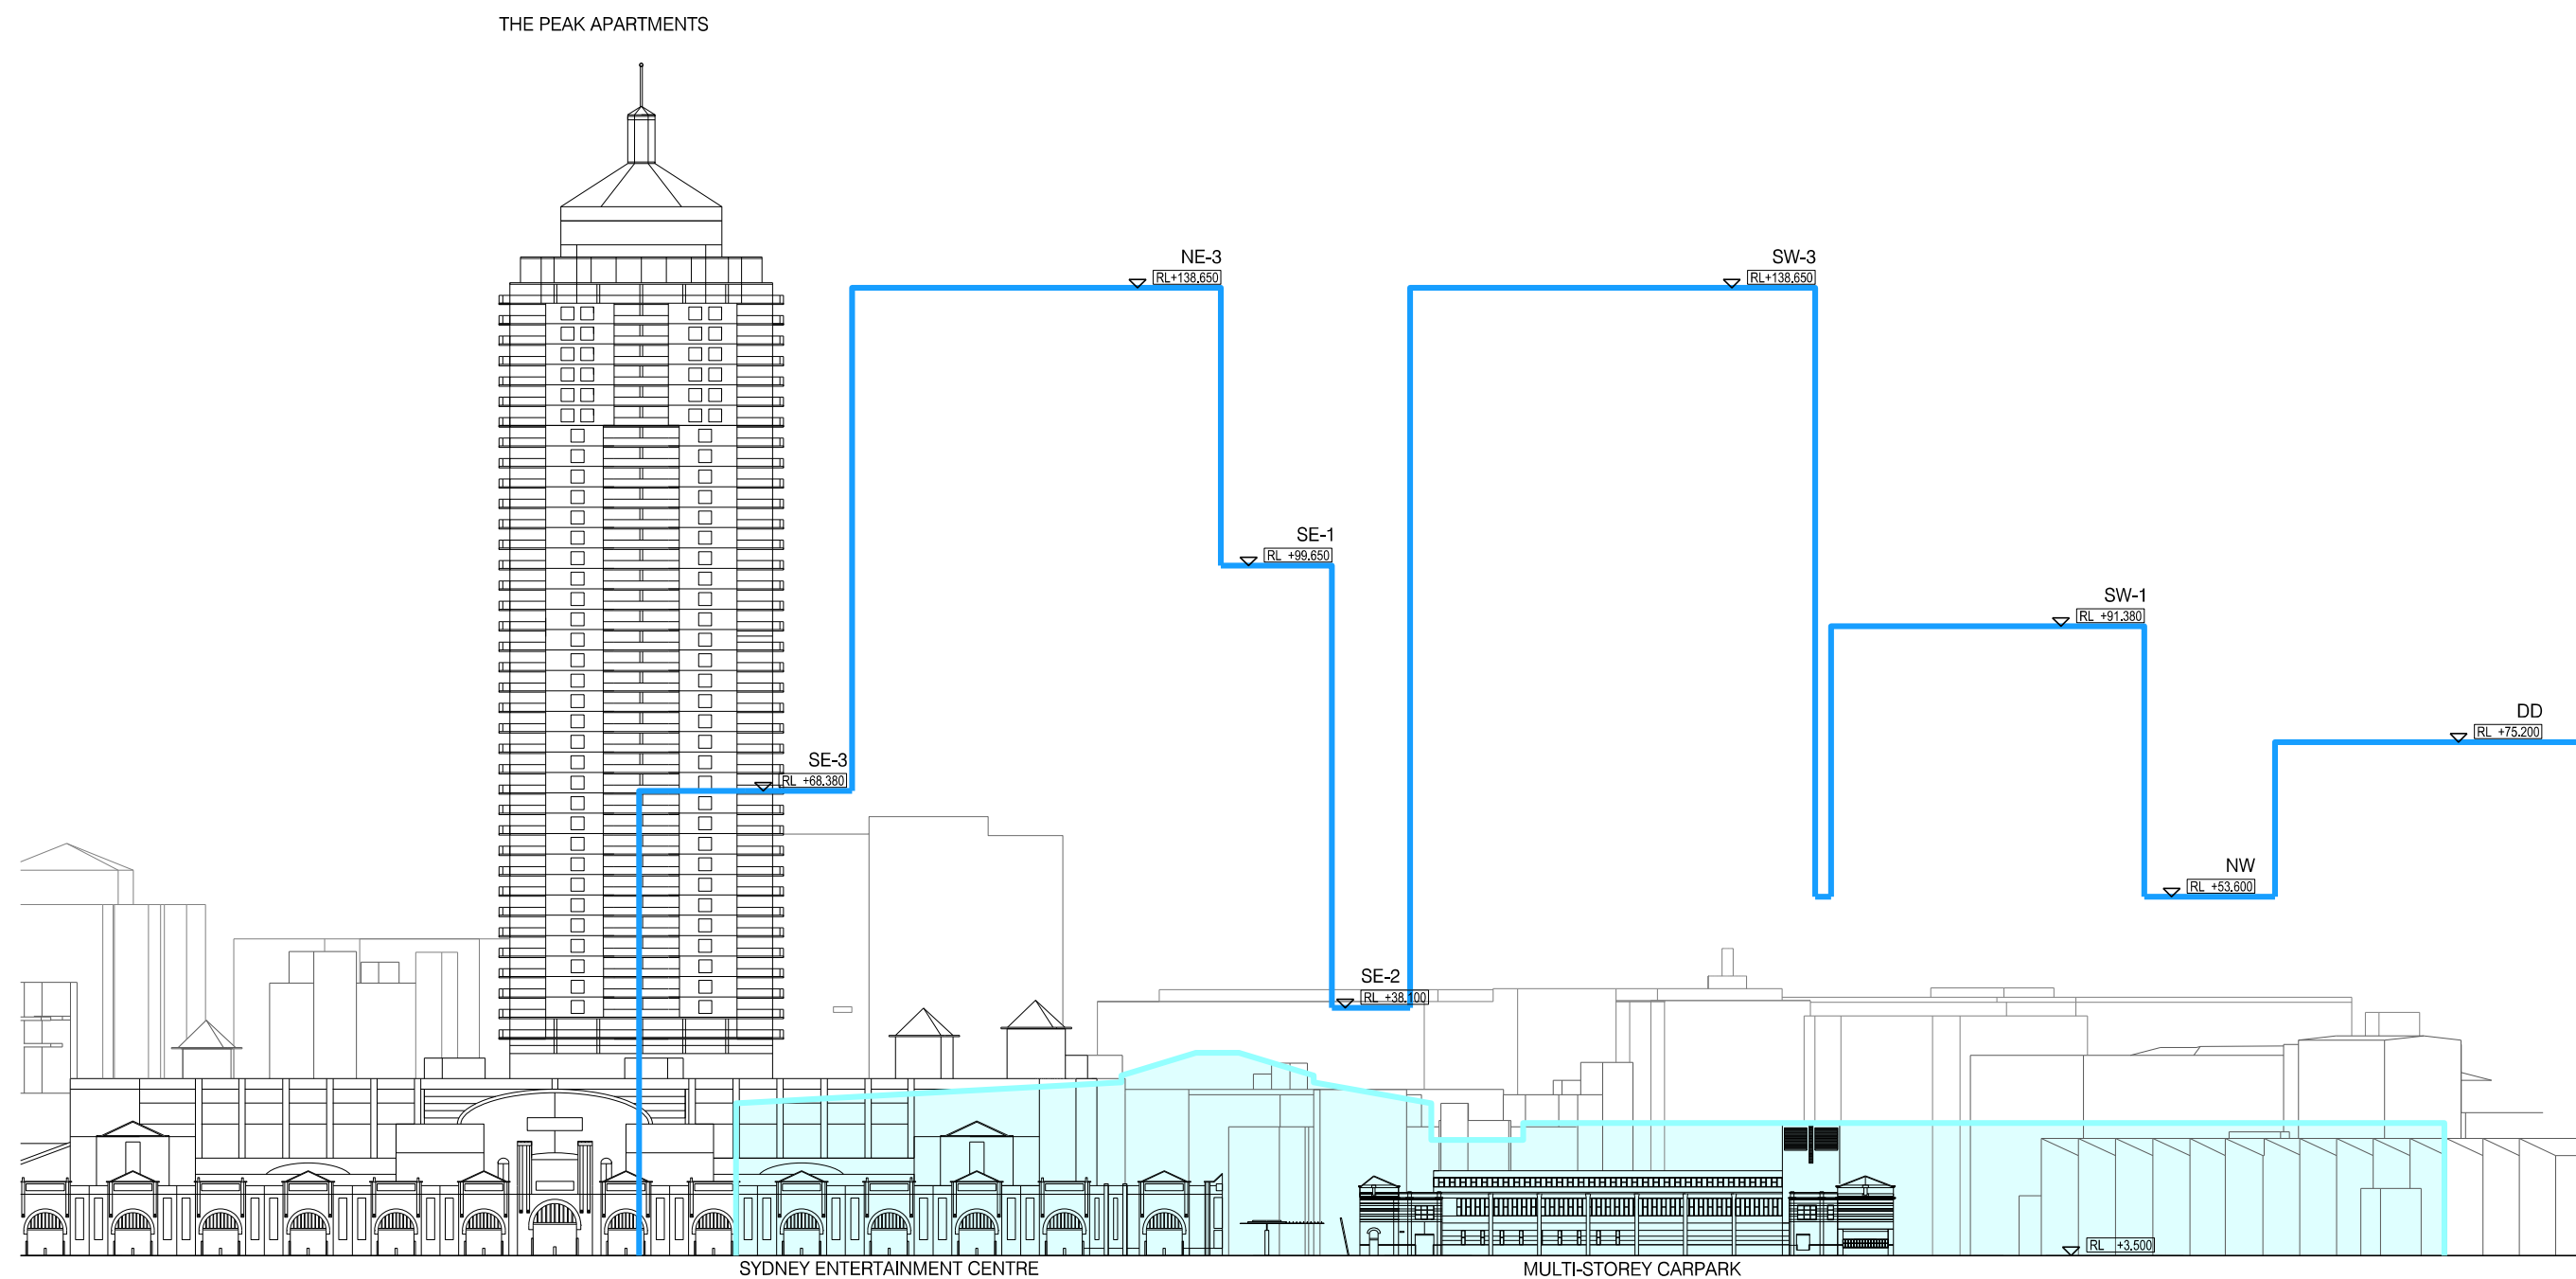 THE PEAK APARTMENTS
NE-3
RL+138.650
SW-3
RL+138.650
SE-1
RL +99.650
SW-1
RL +91.380
DD
RL +75.200
SE-3
RL +68.380
NW
RL +53.600
SE-2
RL +38.100
RL +3.500
SYDNEY ENTERTAINMENT CENTRE
MULTI-STOREY CARPARK